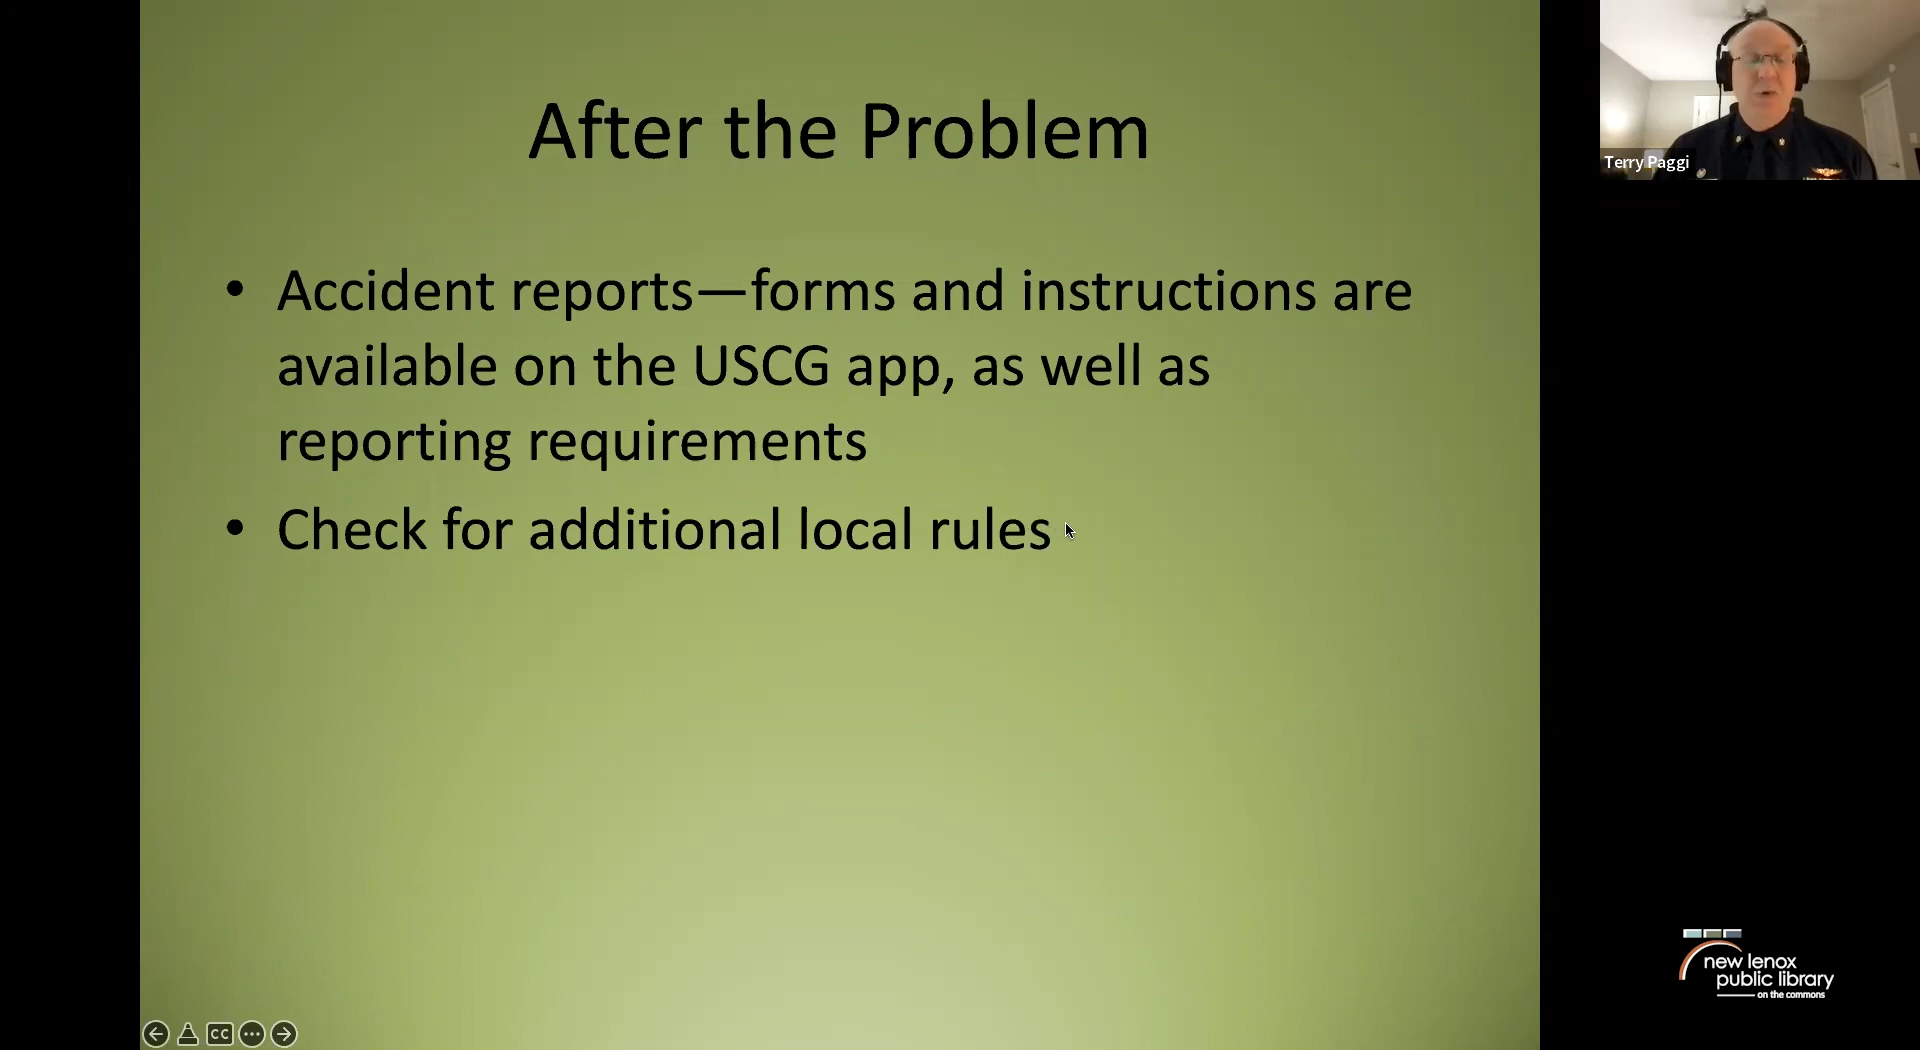 After the Problem
• Accident reports—forms and instructions are
available on the USCG app, as well as
reporting requirements
• Check for additional local rules
Terry Paggi
new lenox
public library
on the commons
CC